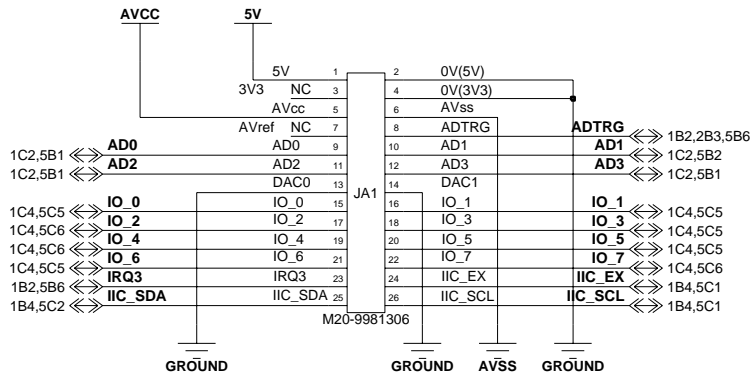 AVCC 5V
5V 1 2 0V(5V)
3V3 NC 3 4 0V(3V3)
AVcc 5 6 AVss
AVref NC 7 8 ADTRG ADTRG 1B2,2B3,5B6
1C2,5B1 AD0 AD0 9 10 AD1 AD1 1C2,5B2
1C2,5B1 AD2 AD2 11 12 AD3 AD3 1C2,5B1
DAC0 13 14 DAC1
JA1
1C4,5C5 IO_0 IO_0 15 16 IO_1 IO_1 1C4,5C5
1C4,5C6 IO_2 IO_2 17 18 IO_3 IO_3 1C4,5C5
1C4,5C6 IO_4 IO_4 19 20 IO_5 IO_5 1C4,5C5
1C4,5C5 IO_6 IO_6 21 22 IO_7 IO_7 1C4,5C6
1B2,5B6 IRQ3 IRQ3 23 24 IIC_EX IIC_EX 1B4,5C1
1B4,5C2 IIC_SDA IIC_SDA 25 26 IIC_SCL IIC_SCL 1B4,5C1
M20-9981306
GROUND GROUND AVSS GROUND